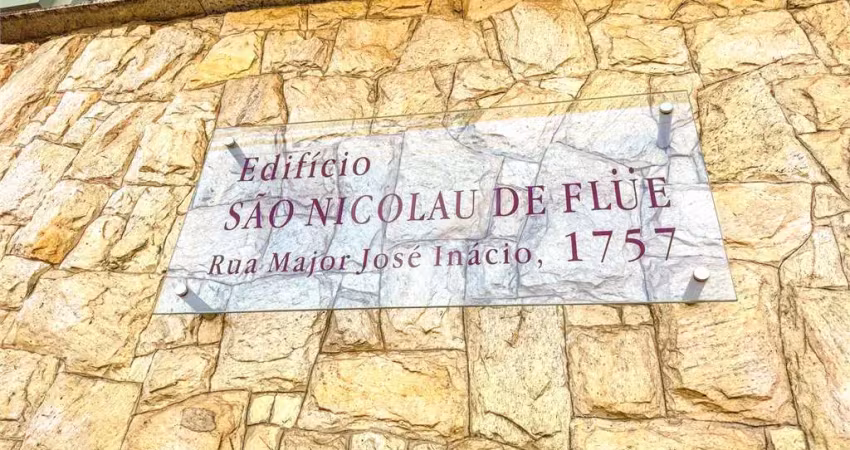 Edifício
SÃO NICOLAU DE FLÜE
Rua Major José Inácio, 1757